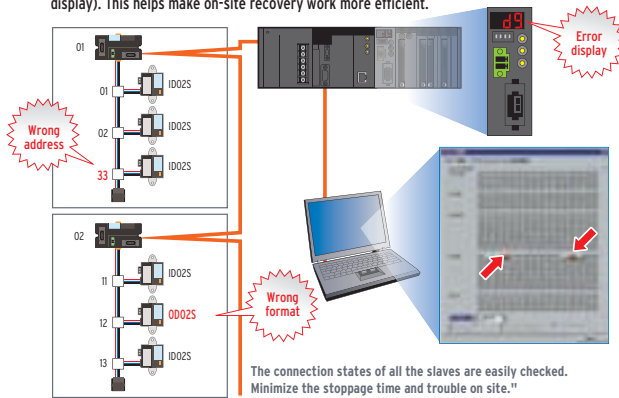 display). This helps make on-site recovery work more efficient.
d9
Error
display
01
01
ID02S
Wrong
address
02
ID02S
33
ID02S
02
11
ID02S
12
OD02S
Wrong
format
13
ID02S
The connection states of all the slaves are easily checked.
Minimize the stoppage time and trouble on site."